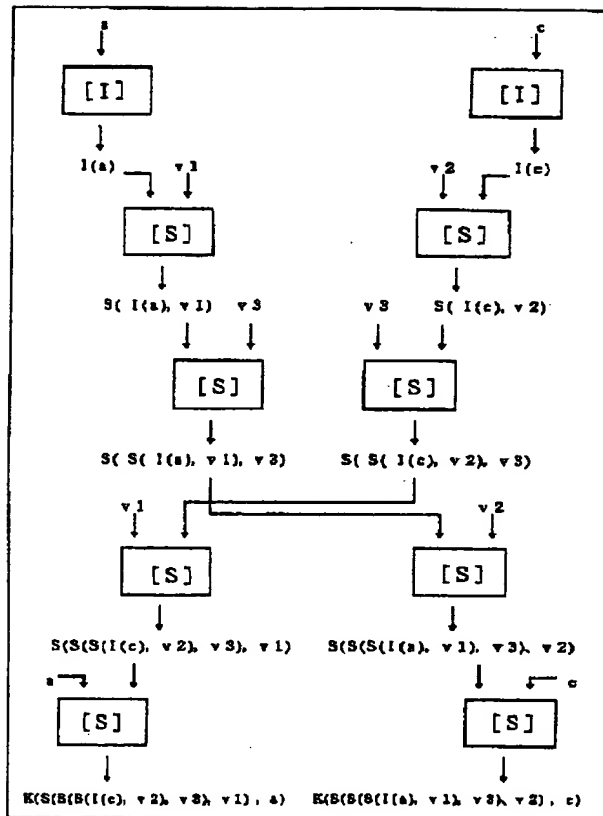 a c
[I] [I]
I(a) v1 v2 I(c)
[S] [S]
S( I(a), v1) v3 v3 S( I(c), v2)
[S] [S]
S( S( I(a), v1), v3) S( S( I(c), v2), v3)
v1 v2
[S] [S]
S(S(S(I(c), v2), v3), v1) S(S(S(I(a), v1), v3), v2)
a c
[S] [S]
K(S(S(S(I(c), v2), v3), v1), a) K(S(S(S(I(a), v1), v3), v2), c)